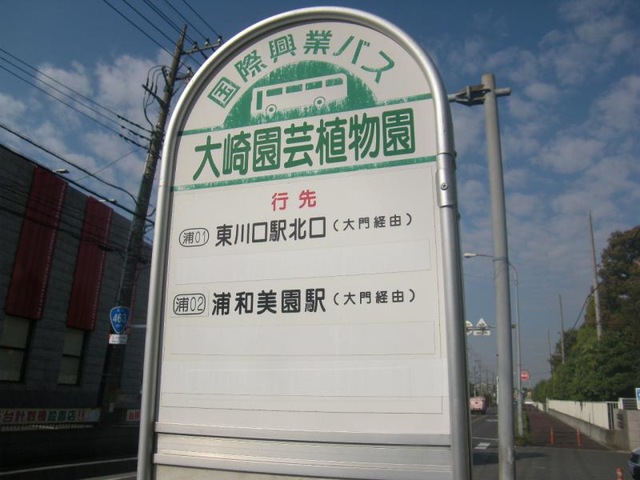 国際興業バス
大崎園芸植物園
行先
浦01 東川口駅北口(大門経由)
浦02 浦和美園駅(大門経由)
463